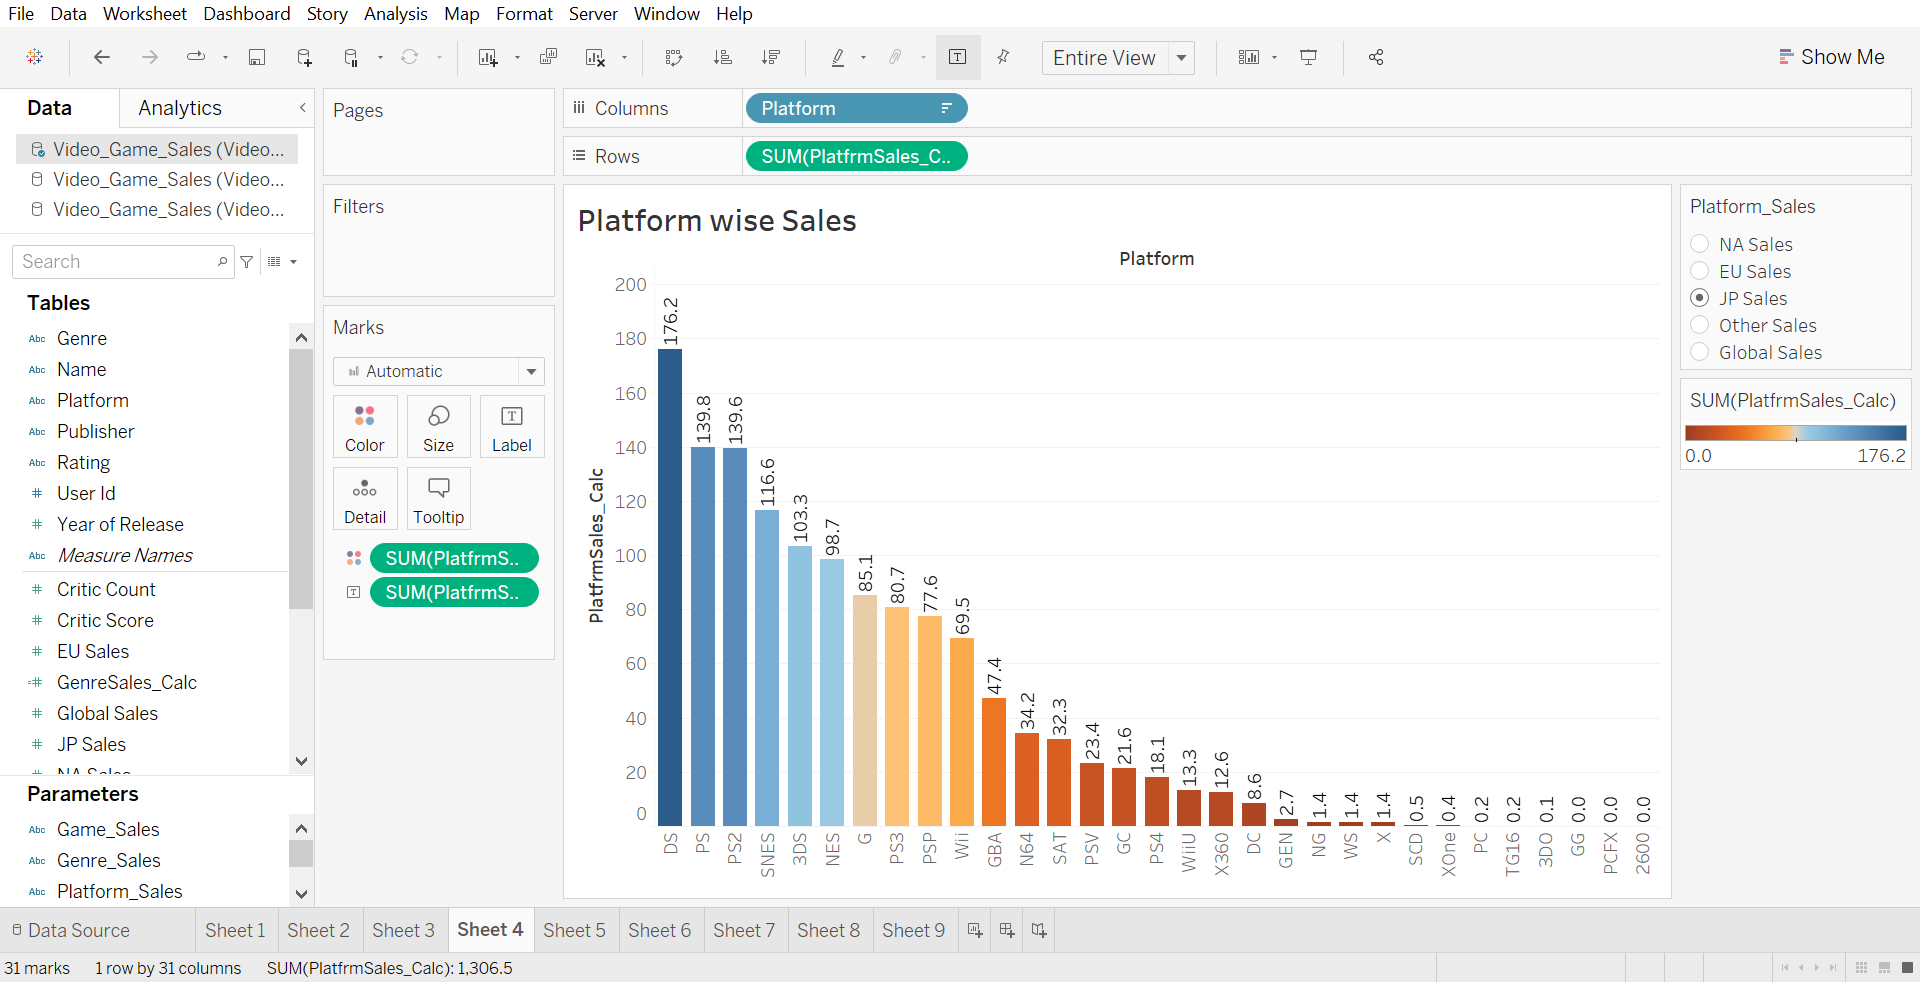 File Data Worksheet Dashboard Story Analysis Map Format Server Window Help
Entire View
Show Me
Data Analytics
Video_Game_Sales (Video...
Video_Game_Sales (Video...
Video_Game_Sales (Video...
Search
Tables
Abc Genre
Abc Name
Abc Platform
Abc Publisher
Abc Rating
# User Id
# Year of Release
Abc Measure Names
# Critic Count
# Critic Score
# EU Sales
=# GenreSales_Calc
# Global Sales
# JP Sales
# NA Sales
Parameters
Abc Game_Sales
Abc Genre_Sales
Abc Platform_Sales
Pages
Filters
Marks
Automatic
Color Size Label
Detail Tooltip
SUM(PlatfrmS..
SUM(PlatfrmS..
Columns Platform
Rows SUM(PlatfrmSales_C..
Platform wise Sales
Platform
PlatfrmSales_Calc
200
180
160
140
120
100
80
60
40
20
0
176.2 139.8 139.6 116.6 103.3 98.7 85.1 80.7 77.6 69.5 47.4 34.2 32.3 23.4 21.6 18.1 13.3 12.6 8.6 2.7 1.4 1.4 1.4 0.5 0.4 0.2 0.2 0.1 0.0 0.0 0.0
DS PS PS2 SNES 3DS NES G PS3 PSP Wii GBA N64 SAT PSV GC PS4 WiiU X360 DC GEN NG WS X SCD XOne PC TG16 3DO GG PCFX 2600
Platform_Sales
NA Sales
EU Sales
JP Sales
Other Sales
Global Sales
SUM(PlatfrmSales_Calc)
0.0 176.2
Data Source Sheet 1 Sheet 2 Sheet 3 Sheet 4 Sheet 5 Sheet 6 Sheet 7 Sheet 8 Sheet 9
31 marks 1 row by 31 columns SUM(PlatfrmSales_Calc): 1,306.5